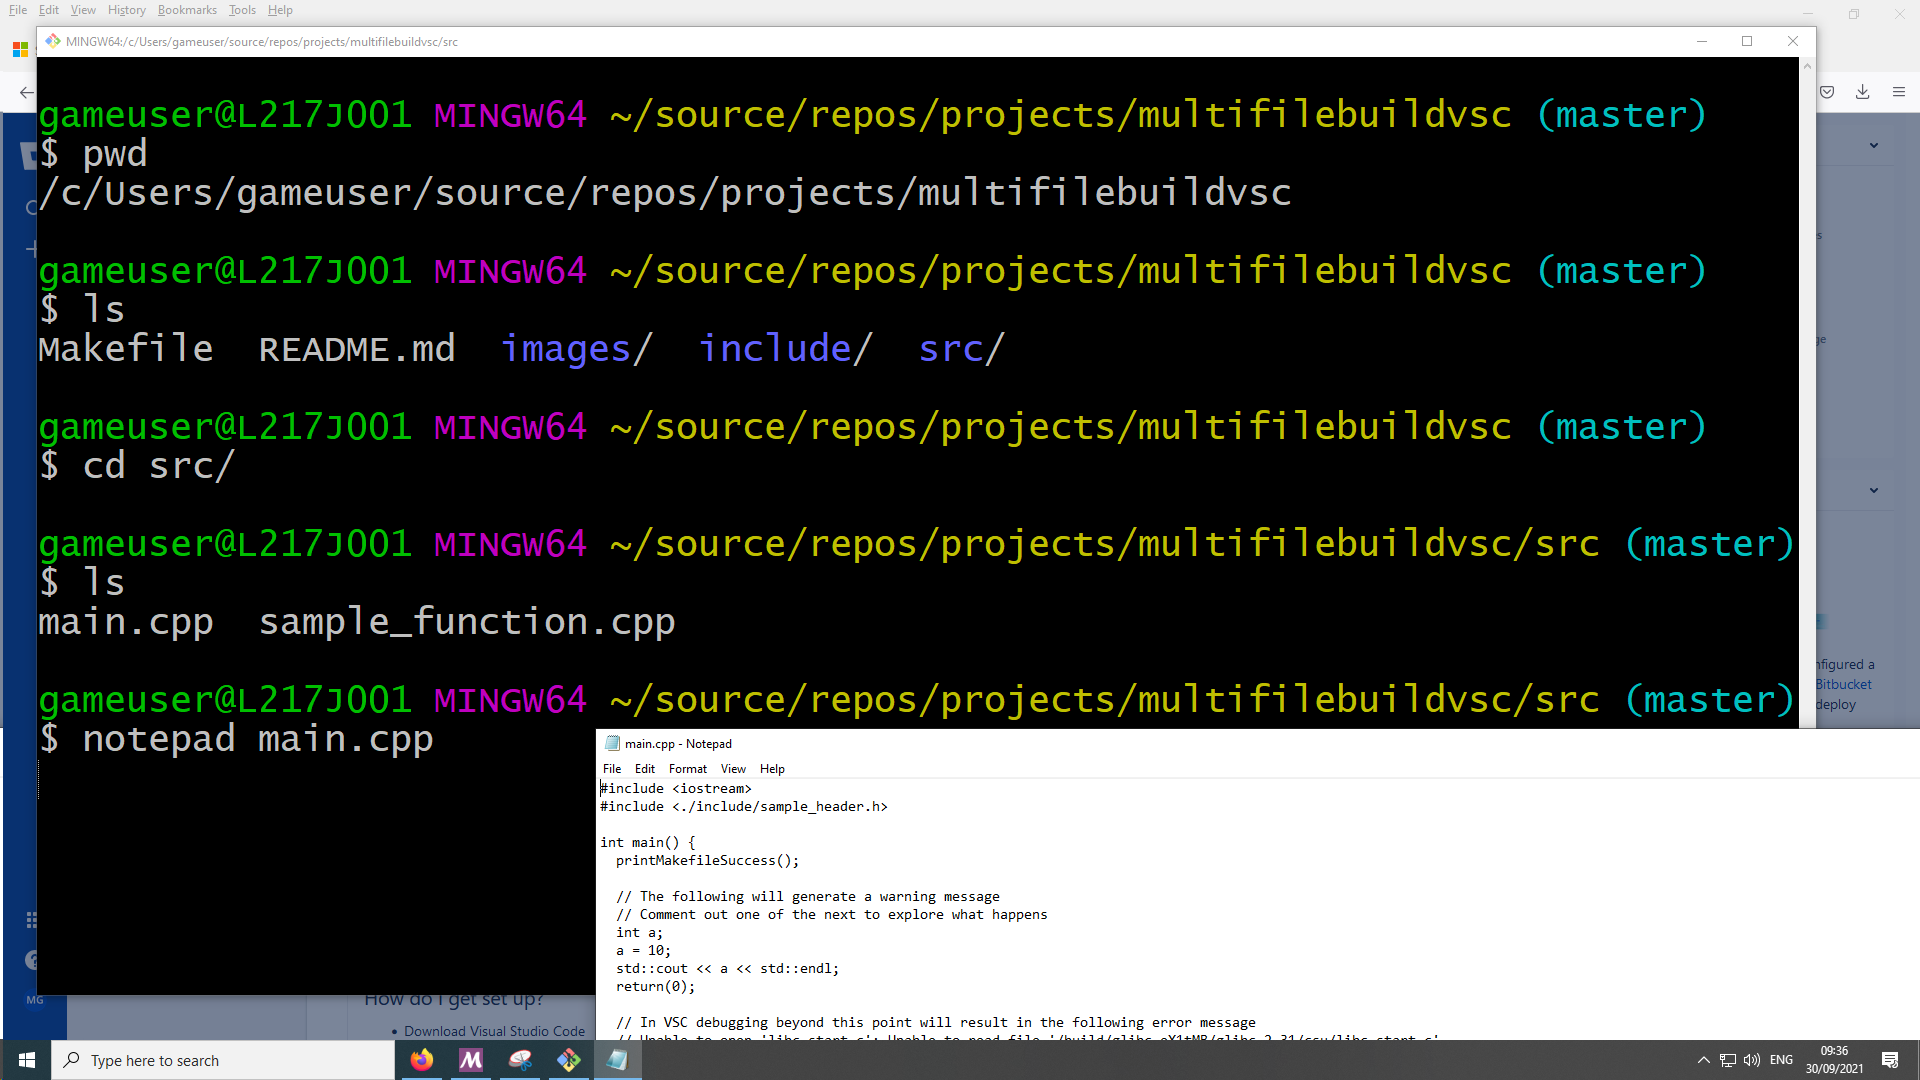 File Edit View History Bookmarks Tools Help
MINGW64:/c/Users/gameuser/source/repos/projects/multifilebuildvsc/src
gameuser@L217J001 MINGW64 ~/source/repos/projects/multifilebuildvsc (master)
$ pwd
/c/Users/gameuser/source/repos/projects/multifilebuildvsc
gameuser@L217J001 MINGW64 ~/source/repos/projects/multifilebuildvsc (master)
$ ls
Makefile README.md images/ include/ src/
gameuser@L217J001 MINGW64 ~/source/repos/projects/multifilebuildvsc (master)
$ cd src/
gameuser@L217J001 MINGW64 ~/source/repos/projects/multifilebuildvsc/src (master)
$ ls
main.cpp sample_function.cpp
nfigured a
Bitbucket
deploy
gameuser@L217J001 MINGW64 ~/source/repos/projects/multifilebuildvsc/src (master)
$ notepad main.cpp
main.cpp - Notepad
File Edit Format View Help
#include <iostream>
#include <./include/sample_header.h>
int main() {
printMakefileSuccess();
// The following will generate a warning message
// Comment out one of the next to explore what happens
int a;
a = 10;
std::cout << a << std::endl;
return(0);
// In VSC debugging beyond this point will result in the following error message
MG
How do I get set up?
• Download Visual Studio Code
Type here to search
ENG
09:36
30/09/2021